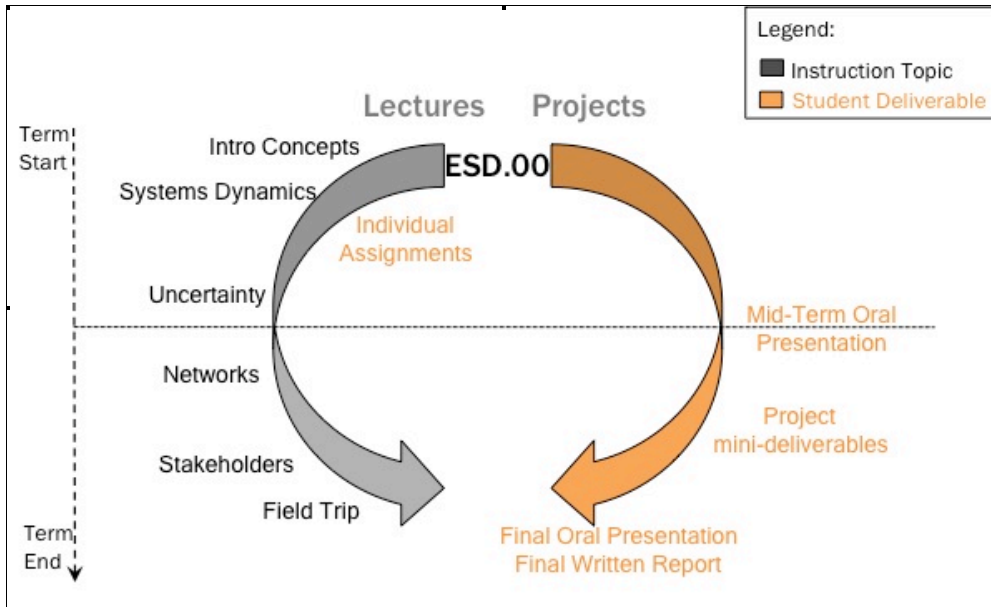 Legend:
Instruction Topic
Student Deliverable
Lectures
Projects
Term
Start
Intro Concepts
ESD.00
Systems Dynamics
Individual
Assignments
Uncertainty
Mid-Term Oral
Presentation
Networks
Project
mini-deliverables
Stakeholders
Field Trip
Term
End
Final Oral Presentation
Final Written Report